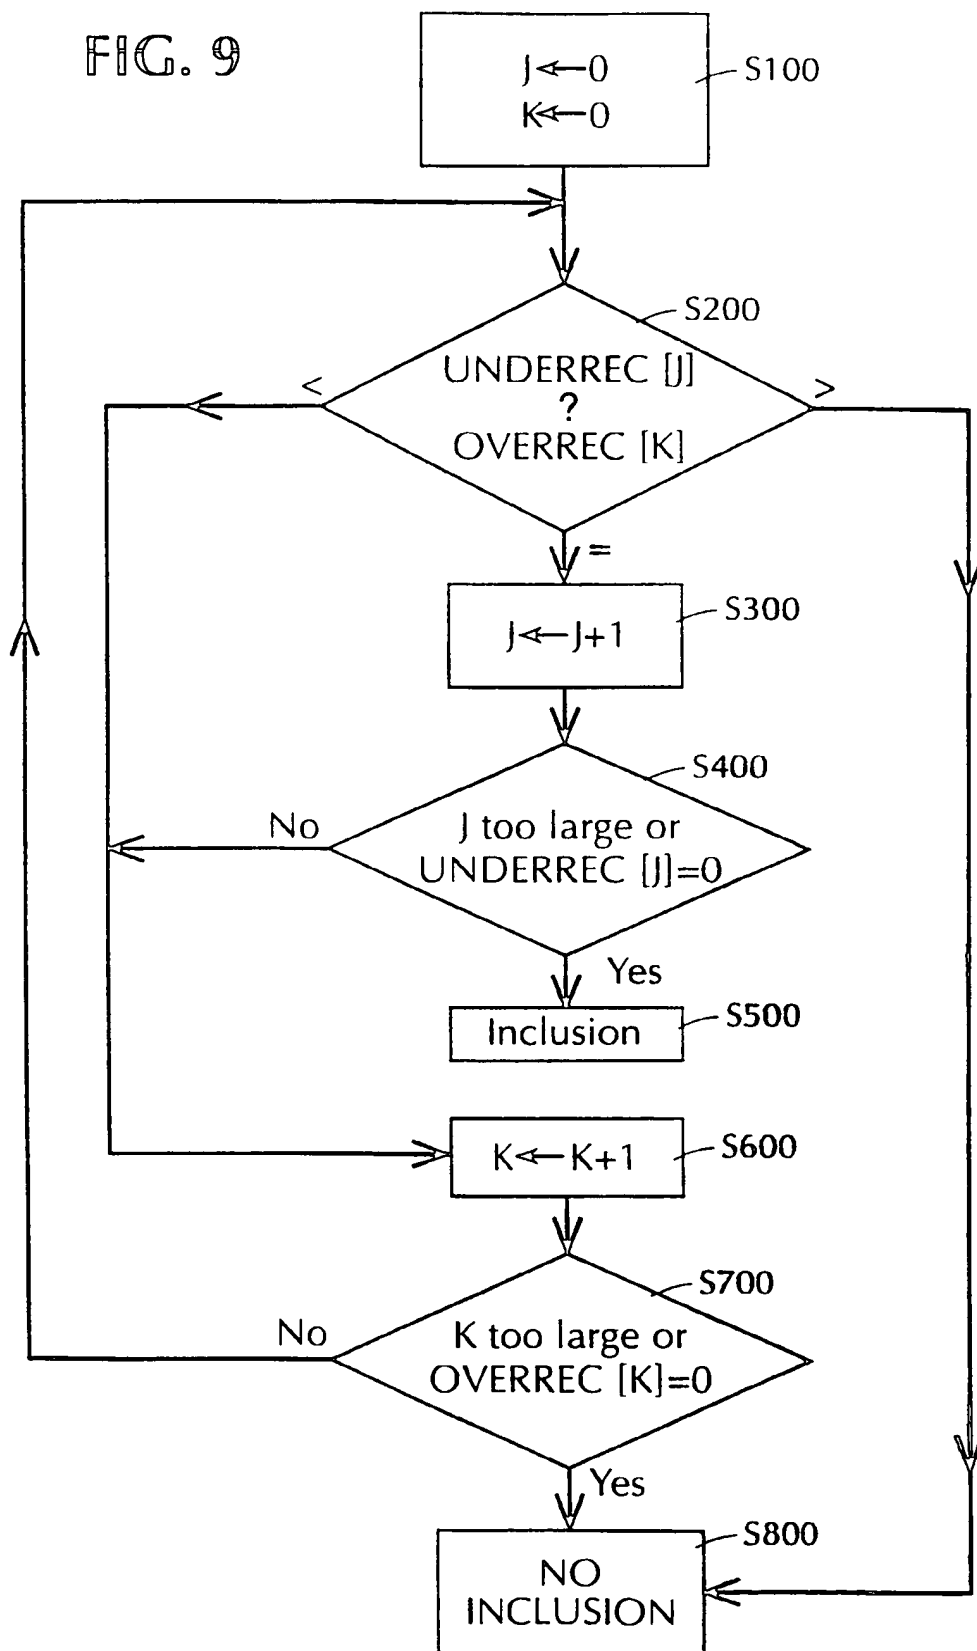 FIG. 9
J←0
K←0
S100
S200
UNDERREC [J]
?
OVERREC [K]
<
>
=
S300
J←J+1
S400
J too large or
UNDERREC [J]=0
No
Yes
S500
Inclusion
S600
K←K+1
S700
K too large or
OVERREC [K]=0
No
Yes
S800
NO
INCLUSION